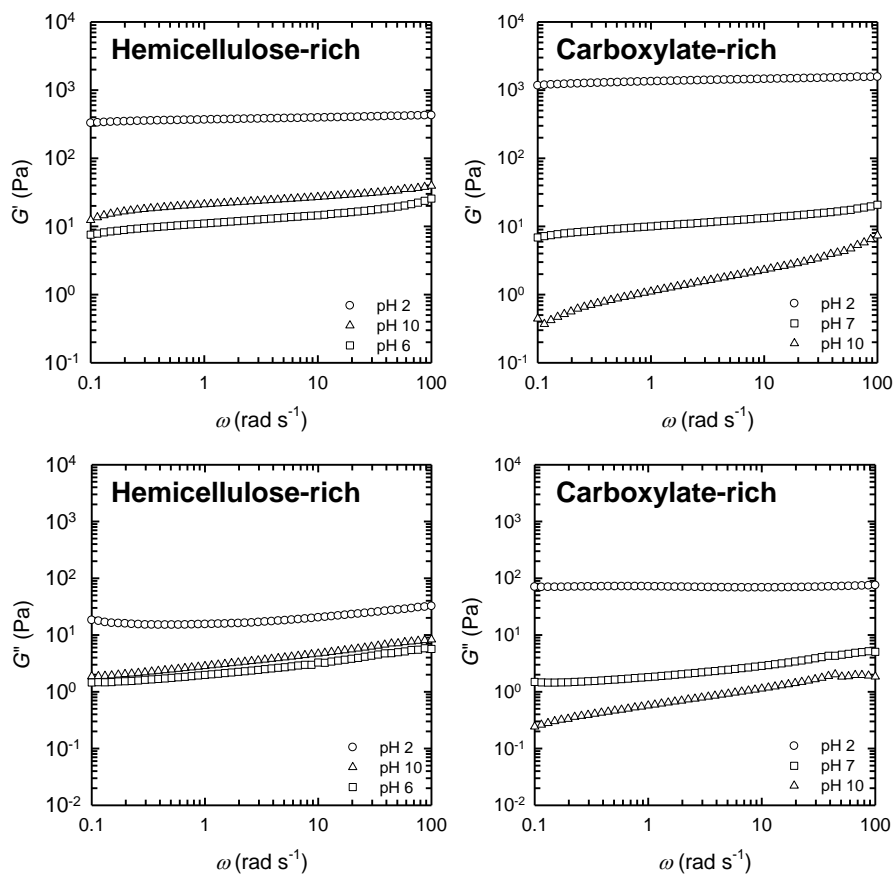 Hemicellulose-rich
G' (Pa)
10⁴
10³
10²
10¹
10⁰
10⁻¹
pH 2
pH 10
pH 6
0.1 1 10 100
ω (rad s⁻¹)
Carboxylate-rich
G' (Pa)
10⁴
10³
10²
10¹
10⁰
10⁻¹
pH 2
pH 7
pH 10
0.1 1 10 100
ω (rad s⁻¹)
Hemicellulose-rich
G" (Pa)
10⁴
10³
10²
10¹
10⁰
10⁻¹
10⁻²
pH 2
pH 10
pH 6
0.1 1 10 100
ω (rad s⁻¹)
Carboxylate-rich
G" (Pa)
10⁴
10³
10²
10¹
10⁰
10⁻¹
10⁻²
pH 2
pH 7
pH 10
0.1 1 10 100
ω (rad s⁻¹)